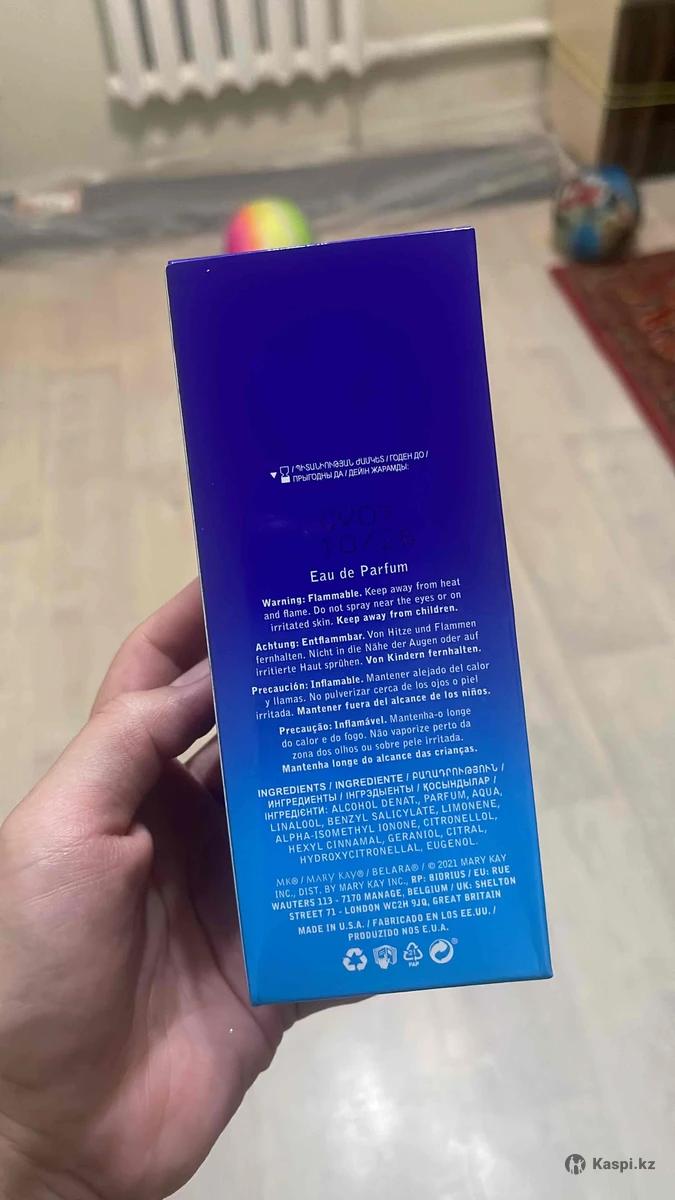 / ՊԻՏԱՆԻՈՒԹՅԱՆ ԺԱՄԿԵՏ / ГОДЕН ДО /
ПРЫГОДНЫ ДА / ДЕЙІН ЖАРАМДЫ:
10/26
Eau de Parfum
Warning: Flammable. Keep away from heat
and flame. Do not spray near the eyes or on
irritated skin. Keep away from children.
Achtung: Entflammbar. Von Hitze und Flammen
fernhalten. Nicht in die Nähe der Augen oder auf
irritierte Haut sprühen. Von Kindern fernhalten.
Precaución: Inflamable. Mantener alejado del calor
y llamas. No pulverizar cerca de los ojos o piel
irritada. Mantener fuera del alcance de los niños.
Precaução: Inflamável. Mantenha-o longe
do calor e do fogo. Não vaporize perto da
zona dos olhos ou sobre pele irritada.
Mantenha longe do alcance das crianças.
INGREDIENTS / INGREDIENTE / ԲԱՂԱԴՐՈՒԹՅՈՒՆ /
ИНГРЕДИЕНТЫ / ІНГРЭДЫЕНТЫ / ҚОСЫНДЫЛАР /
ІНГРЕДІЄНТИ: ALCOHOL DENAT., PARFUM, AQUA,
LINALOOL, BENZYL SALICYLATE, LIMONENE,
ALPHA-ISOMETHYL IONONE, CITRONELLOL,
HEXYL CINNAMAL, GERANIOL, CITRAL,
HYDROXYCITRONELLAL, EUGENOL.
MK® / MARY KAY® / BELARA® / © 2021 MARY KAY
INC., DIST. BY MARY KAY INC., RP: BIORIUS / EU: RUE
WAUTERS 113 - 7170 MANAGE, BELGIUM / UK: SHELTON
STREET 71 - LONDON WC2H 9JQ, GREAT BRITAIN
MADE IN U.S.A. / FABRICADO EN LOS EE.UU. /
PRODUZIDO NOS E.U.A.
21
PAP
Kaspi.kz